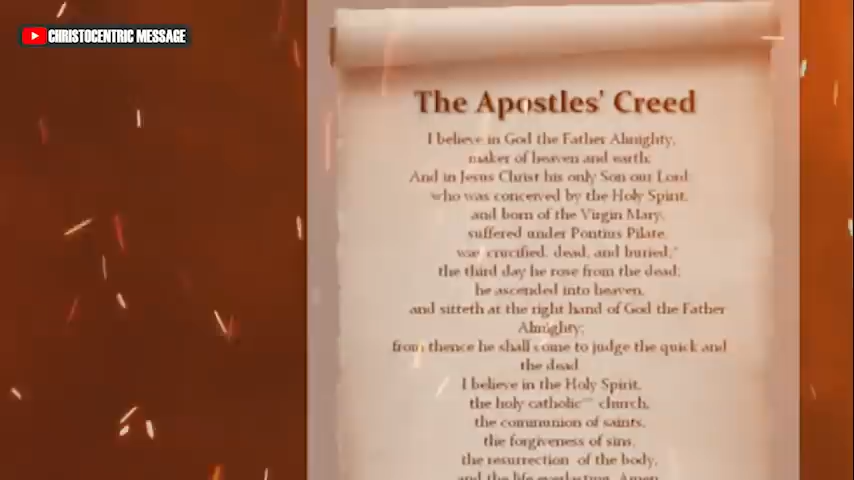 CHRISTOCENTRIC MESSAGE
The Apostles' Creed
I believe in God the Father Almighty,
maker of heaven and earth;
And in Jesus Christ his only Son our Lord;
who was conceived by the Holy Spirit,
and born of the Virgin Mary,
suffered under Pontius Pilate,
was crucified, dead, and buried;*
the third day he rose from the dead;
he ascended into heaven,
and sitteth at the right hand of God the Father
Almighty;
from thence he shall come to judge the quick and
the dead
I believe in the Holy Spirit,
the holy catholic** church,
the communion of saints,
the forgiveness of sins,
the resurrection of the body,
and the life everlasting. Amen